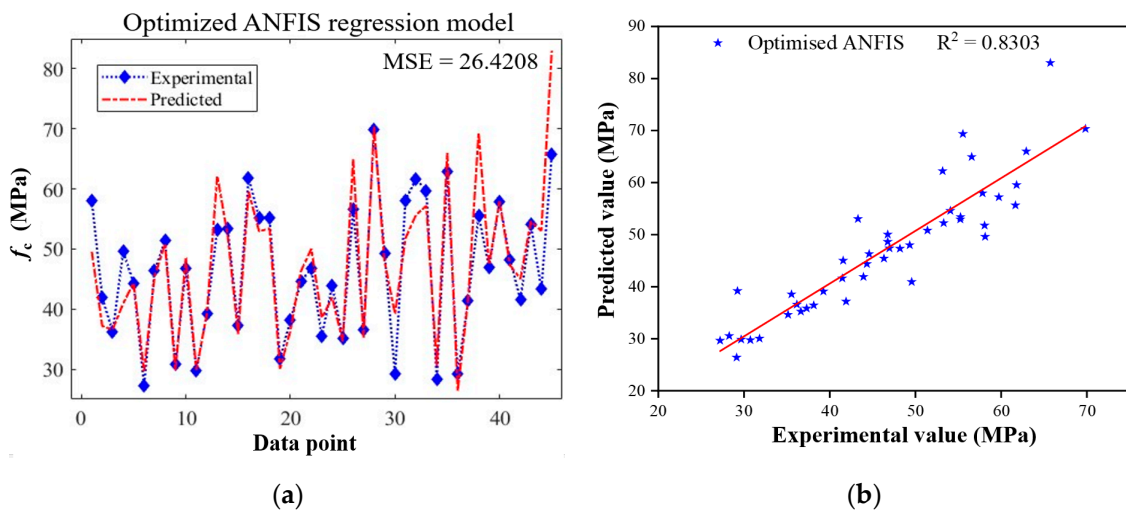 Optimized ANFIS regression model
MSE = 26.4208
Experimental
Predicted
80
70
60
50
40
30
fc (MPa)
0
10
20
30
40
Data point
(a)
Optimised ANFIS R² = 0.8303
90
80
70
60
50
40
30
20
Predicted value (MPa)
20
30
40
50
60
70
Experimental value (MPa)
(b)